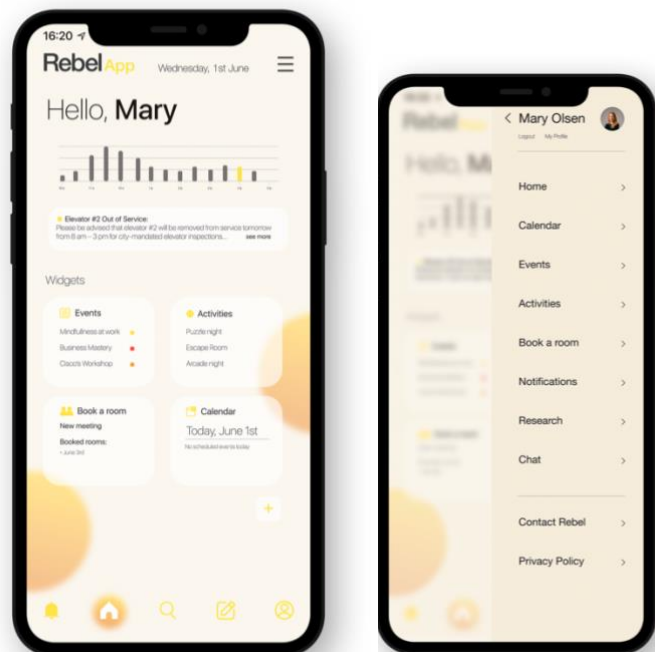 16:20
Rebel App
Wednesday, 1st June
Hello, Mary
Elevator #2 Out of Service:
Please be advised that elevator #2 will be removed from service tomorrow
from 8 am – 3 pm for city-mandated elevator inspections... see more
Widgets
Events
Mindfullness at work
Business Mastery
Cisco's Workshop
Activities
Puzzle night
Escape Room
Arcade night
Book a room
New meeting
Booked rooms:
• June 3rd
Calendar
Today, June 1st
No scheduled events today
+
Mary Olsen
Logout My Profile
Home
Calendar
Events
Activities
Book a room
Notifications
Research
Chat
Contact Rebel
Privacy Policy